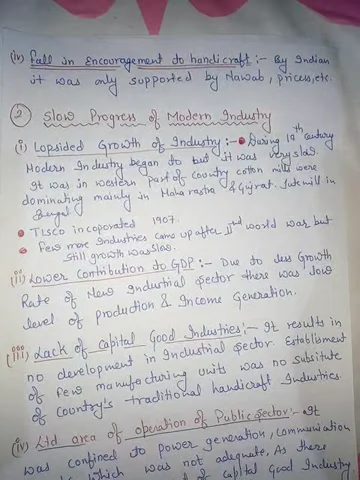 (iv) Fall in Encouragement to handicraft :- By Indian
it was only supported by Nawab, prices, etc.
② Slow Progress of Modern Industry
(i) Lopsided Growth of Industry :- During 19th Century
Modern Industry began to but it was very slow.
It was in western part of country cotton mill were
dominating mainly in Maharastra & Gujrat. Jute mill in
Bengal
TLSCO incoporated 1907.
Few more Industries came up after IInd world war but
still growth was slow.
(ii) Lower Contribution to GDP :- Due to less Growth
Rate of New Industrial Sector there was low
level of production & Income Generation.
(iii) Lack of Capital Good Industries :- It results in
no development in Industrial Sector. Establisment
of few manufacturing units was no subsitute
of country's traditional handicraft Industries.
(iv) Ltd area of operation of Public Sector :- It
was confined to power generation, communication
which was not adequate, As there
of capital Good Industry